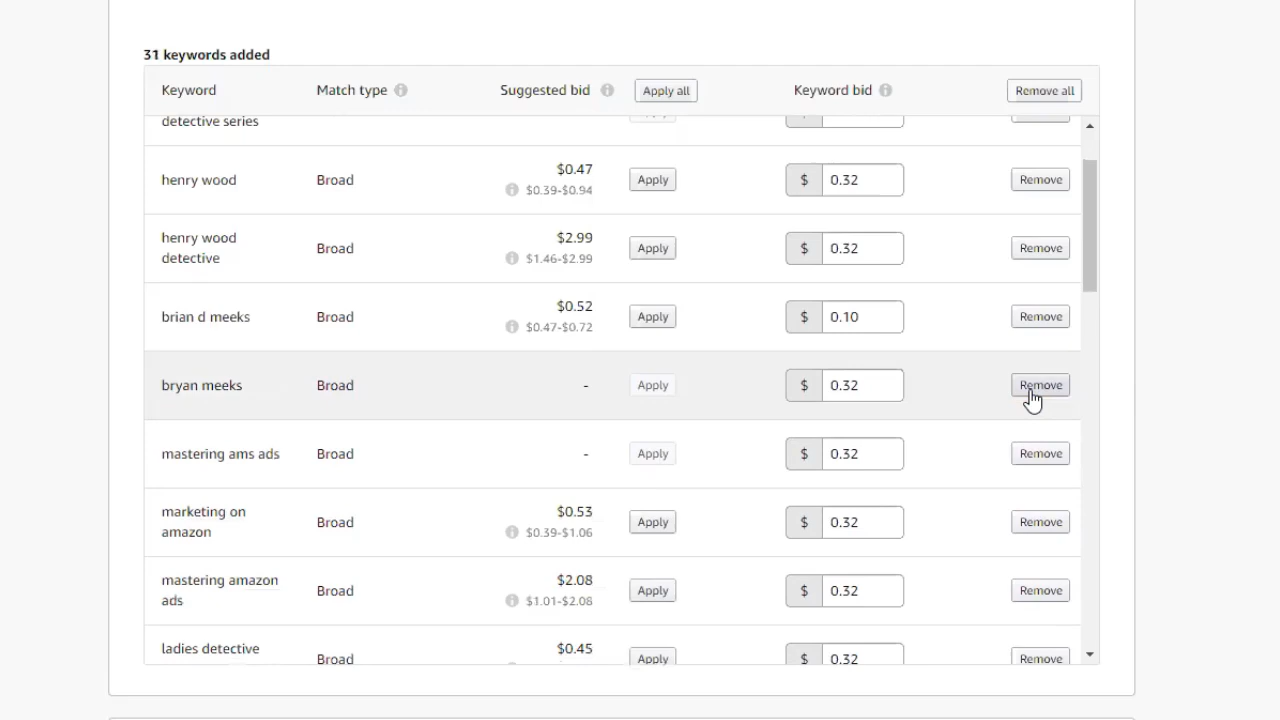 31 keywords added
Keyword Match type Suggested bid Apply all Keyword bid Remove all
detective series
henry wood Broad $0.47 Apply $ 0.32 Remove
$0.39-$0.94
henry wood $2.99
detective Broad $1.46-$2.99 Apply $ 0.32 Remove
brian d meeks Broad $0.52 Apply $ 0.10 Remove
$0.47-$0.72
bryan meeks Broad - Apply $ 0.32 Remove
mastering ams ads Broad - Apply $ 0.32 Remove
marketing on $0.53
amazon Broad $0.39-$1.06 Apply $ 0.32 Remove
mastering amazon $2.08
ads Broad $1.01-$2.08 Apply $ 0.32 Remove
ladies detective $0.45
Broad Apply $ 0.32 Remove